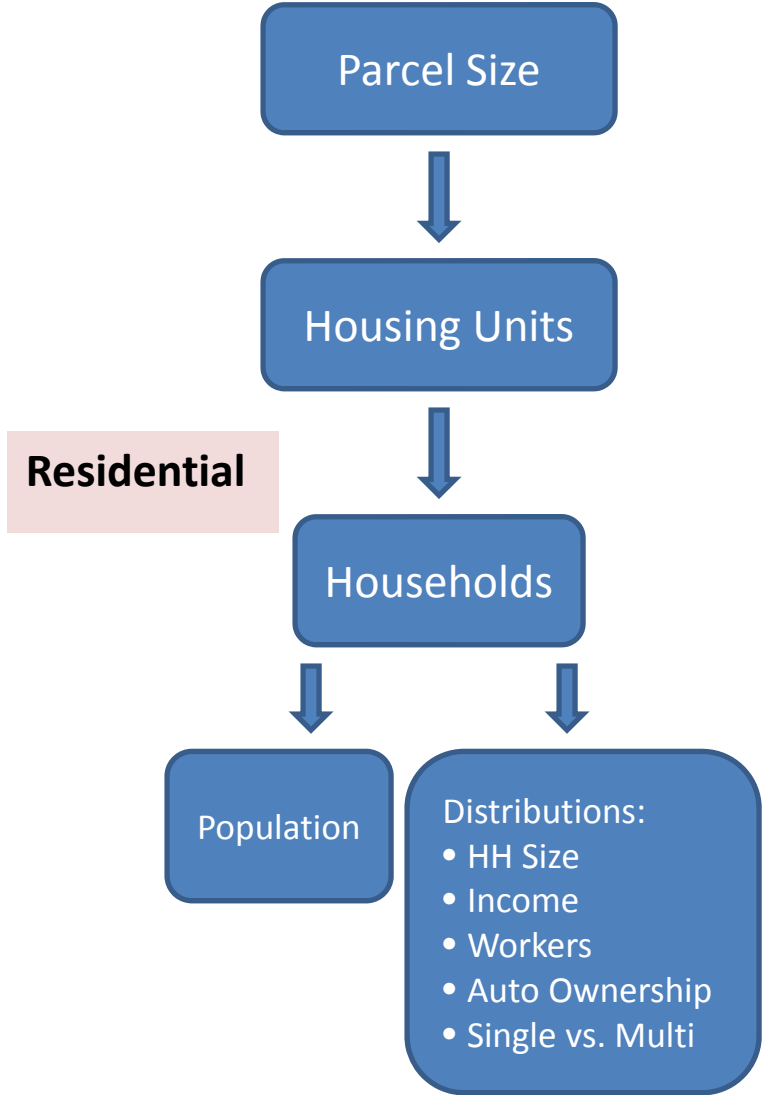 Parcel Size
Housing Units
Residential
Households
Population
Distributions:
• HH Size
• Income
• Workers
• Auto Ownership
• Single vs. Multi